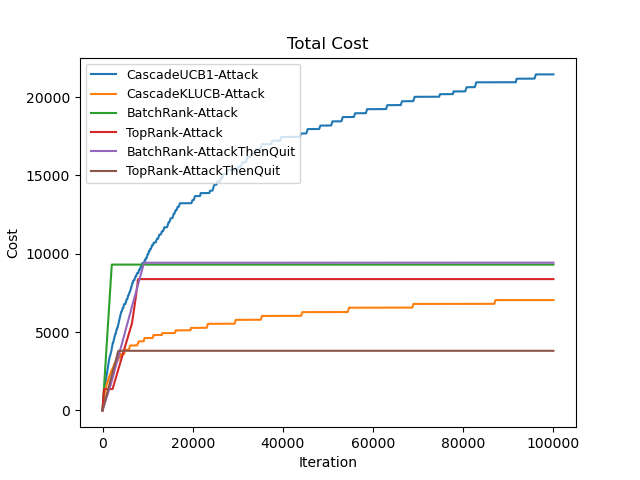 Total Cost
CascadeUCB1-Attack
CascadeKLUCB-Attack
BatchRank-Attack
TopRank-Attack
BatchRank-AttackThenQuit
TopRank-AttackThenQuit
Cost
20000
15000
10000
5000
0
0 20000 40000 60000 80000 100000
Iteration